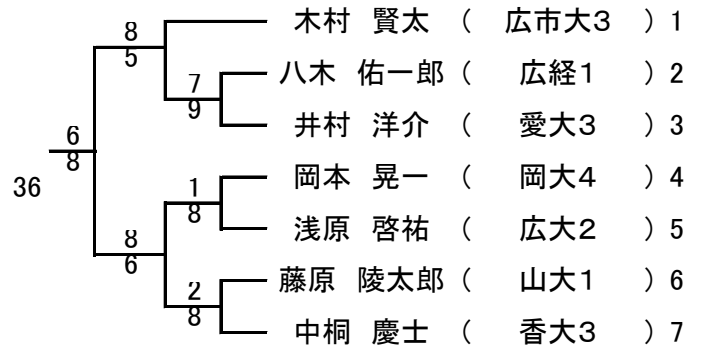 8
木村 賢太 ( 広市大3 ) 1
5
7
八木 佑一郎 ( 広経1 ) 2
9
井村 洋介 ( 愛大3 ) 3
6
8
36
1
岡本 晃一 ( 岡大4 ) 4
8
浅原 啓祐 ( 広大2 ) 5
8
6
2
藤原 陵太郎 ( 山大1 ) 6
8
中桐 慶士 ( 香大3 ) 7